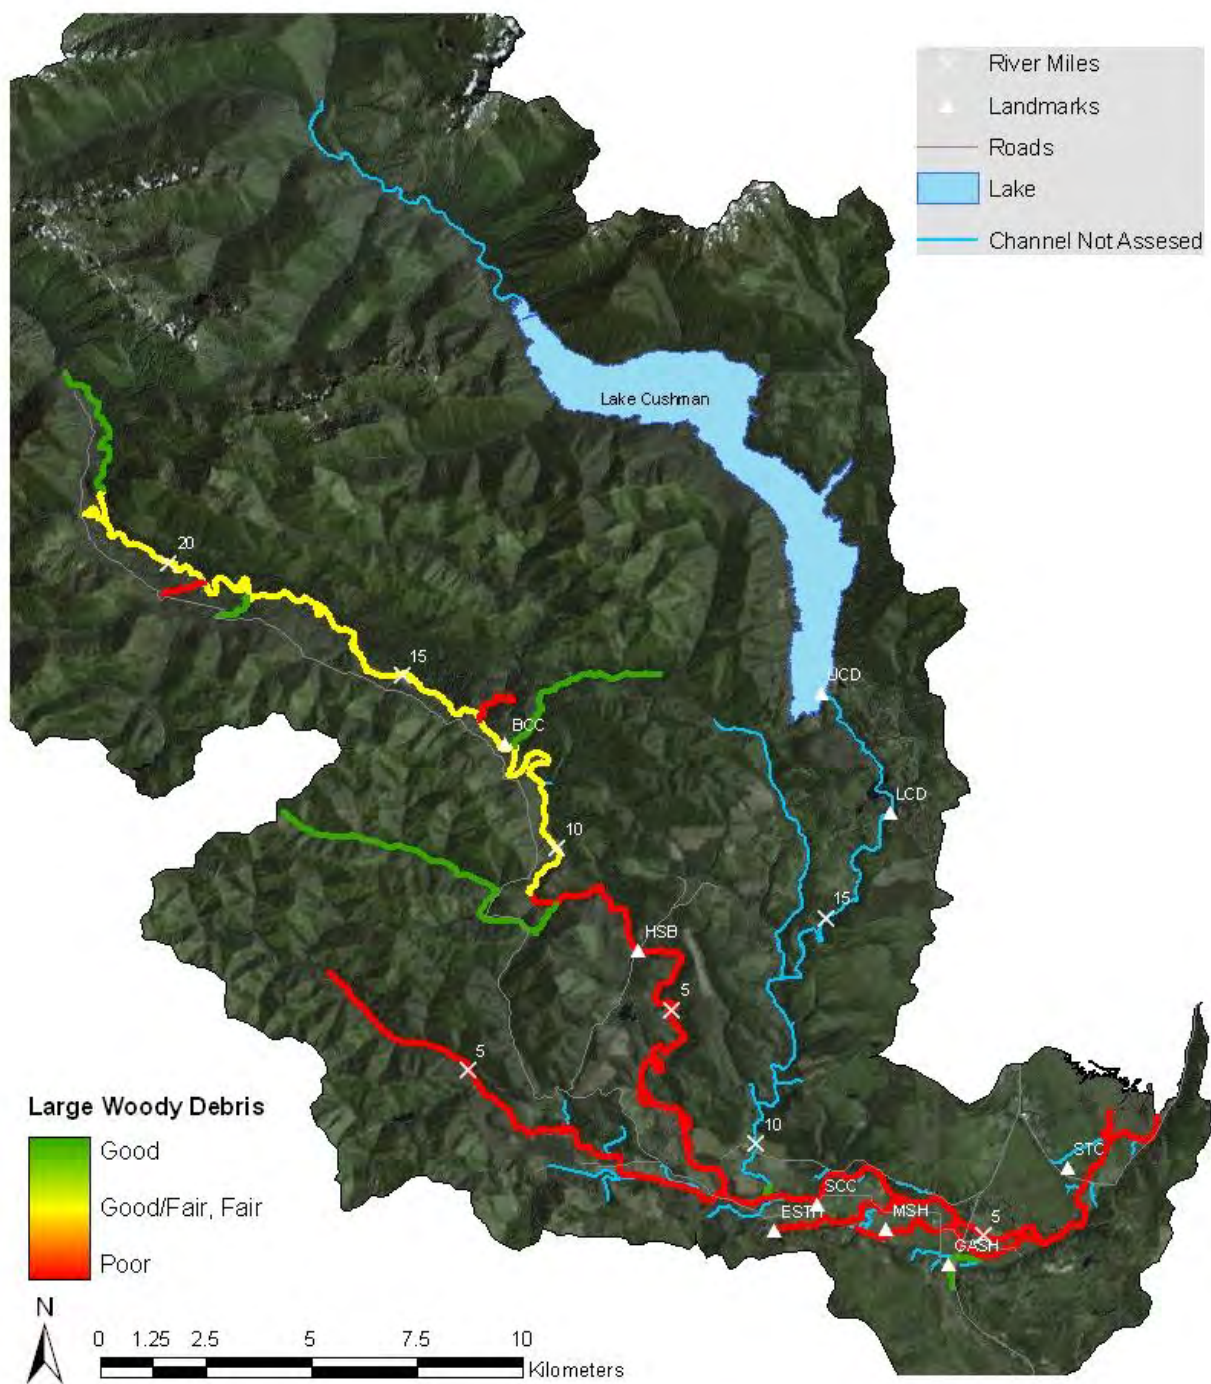 River Miles
Landmarks
Roads
Lake
Channel Not Assesed
Lake Cushman
20
15
BCC
UCD
LCD
10
15
HSB
5
5
10
STC
SCC
ESTH
MSH
5
GASH
Large Woody Debris
Good
Good/Fair, Fair
Poor
N
0 1.25 2.5 5 7.5 10
Kilometers